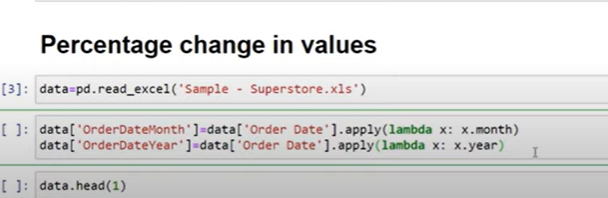 Percentage change in values
[3]: data=pd.read_excel('Sample - Superstore.xls')
[ ]: data['OrderDateMonth']=data['Order Date'].apply(lambda x: x.month)
data['OrderDateYear']=data['Order Date'].apply(lambda x: x.year)
[ ]: data.head(1)